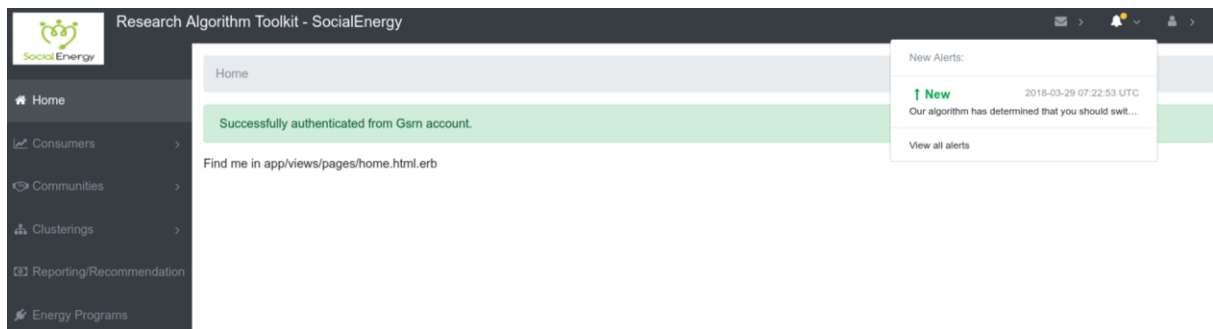 Research Algorithm Toolkit - SocialEnergy
Social Energy
Home
New Alerts:
Home
New 2018-03-29 07:22:53 UTC
Our algorithm has determined that you should swit...
Successfully authenticated from Gsrn account.
View all alerts
Consumers
Find me in app/views/pages/home.html.erb
Communities
Clusterings
Reporting/Recommendation
Energy Programs